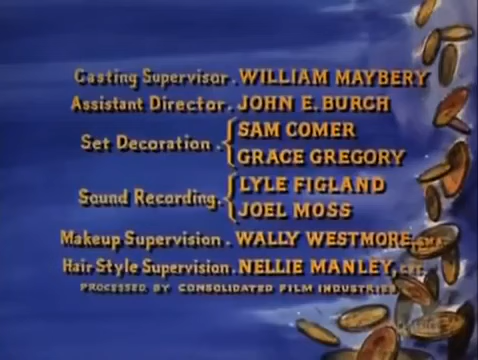 Casting Supervisor . WILLIAM MAYBERY
Assistant Director . JOHN E. BURCH
Set Decoration . { SAM COMER
GRACE GREGORY
Sound Recording . { LYLE FIGLAND
JOEL MOSS
Makeup Supervision . WALLY WESTMORE,
Hair Style Supervision . NELLIE MANLEY,
PROCESSED BY CONSOLIDATED FILM INDUSTRIES